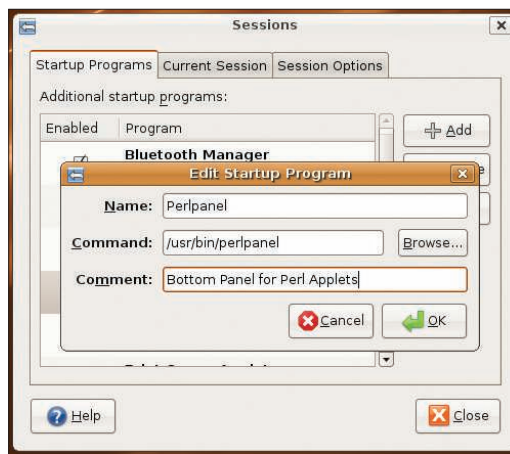 Sessions
Startup Programs Current Session Session Options
Additional startup programs:
Enabled Program
Add
Bluetooth Manager
Edit Startup Program
Name: Perlpanel
Command: /usr/bin/perlpanel Browse...
Comment: Bottom Panel for Perl Applets
Cancel OK
Help Close